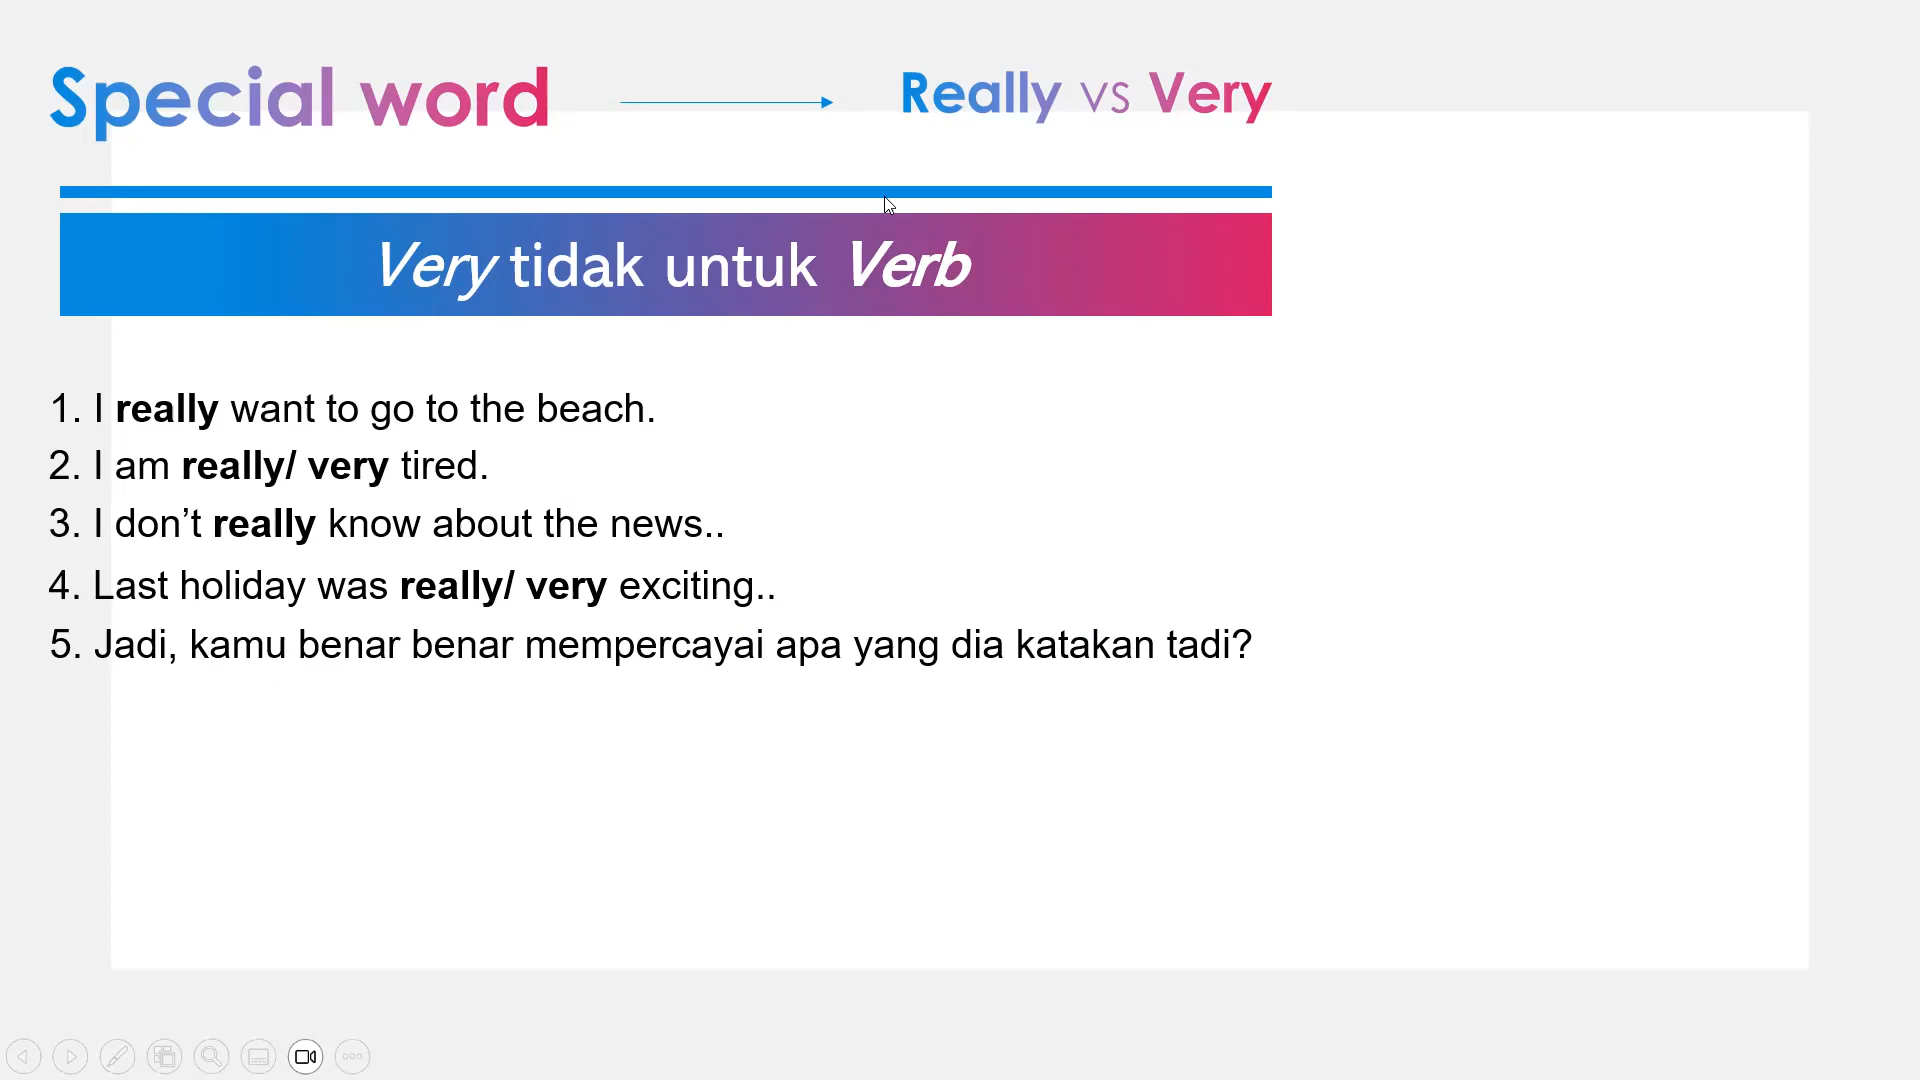 Special word
Really vs Very
Very tidak untuk Verb
1. I really want to go to the beach.
2. I am really/ very tired.
3. I don’t really know about the news..
4. Last holiday was really/ very exciting..
5. Jadi, kamu benar benar mempercayai apa yang dia katakan tadi?